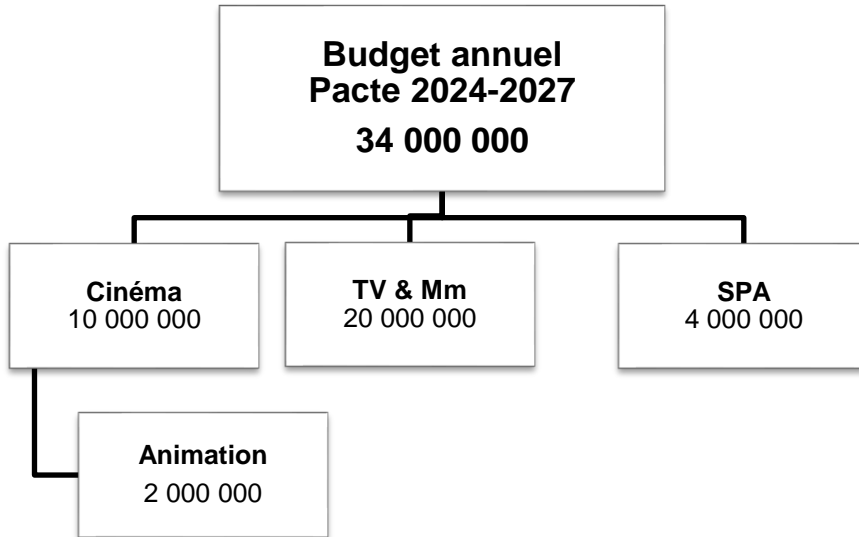 Budget annuel
Pacte 2024-2027
34 000 000
Cinéma
10 000 000
TV & Mm
20 000 000
SPA
4 000 000
Animation
2 000 000